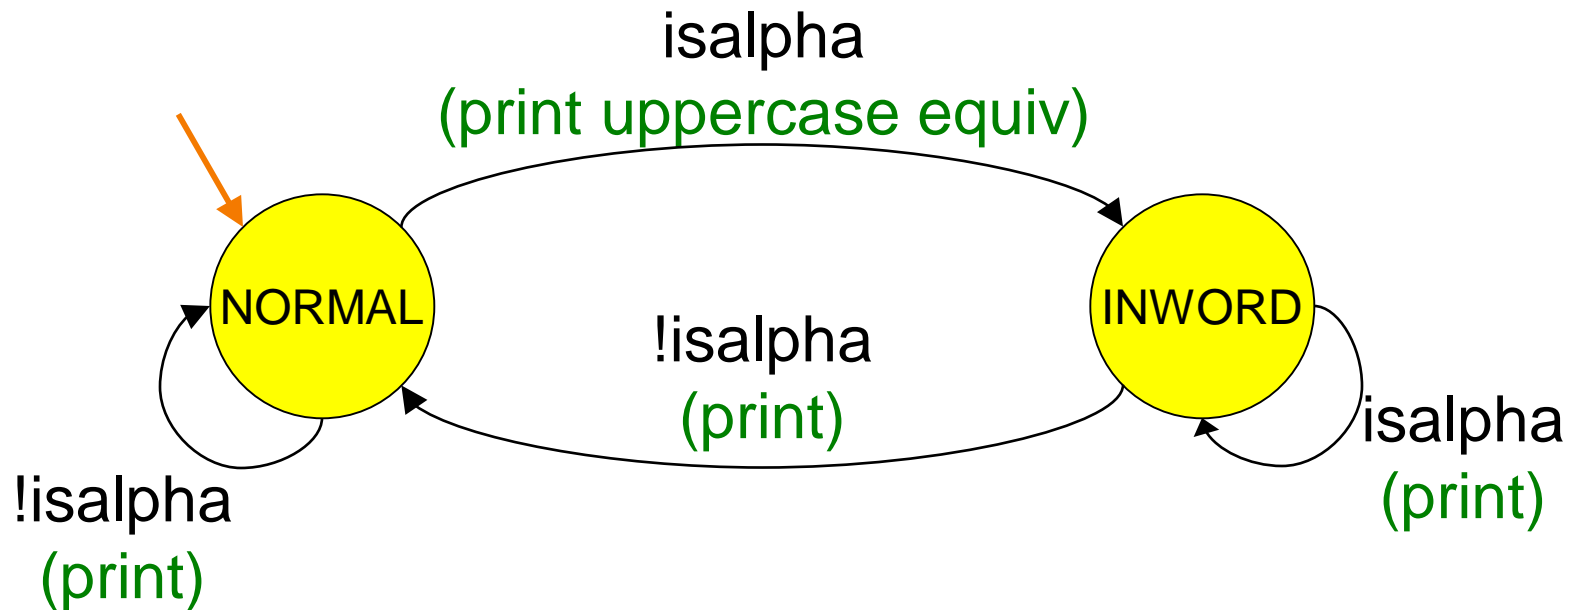 isalpha
(print uppercase equiv)
NORMAL
INWORD
!isalpha
(print)
isalpha
(print)
!isalpha
(print)